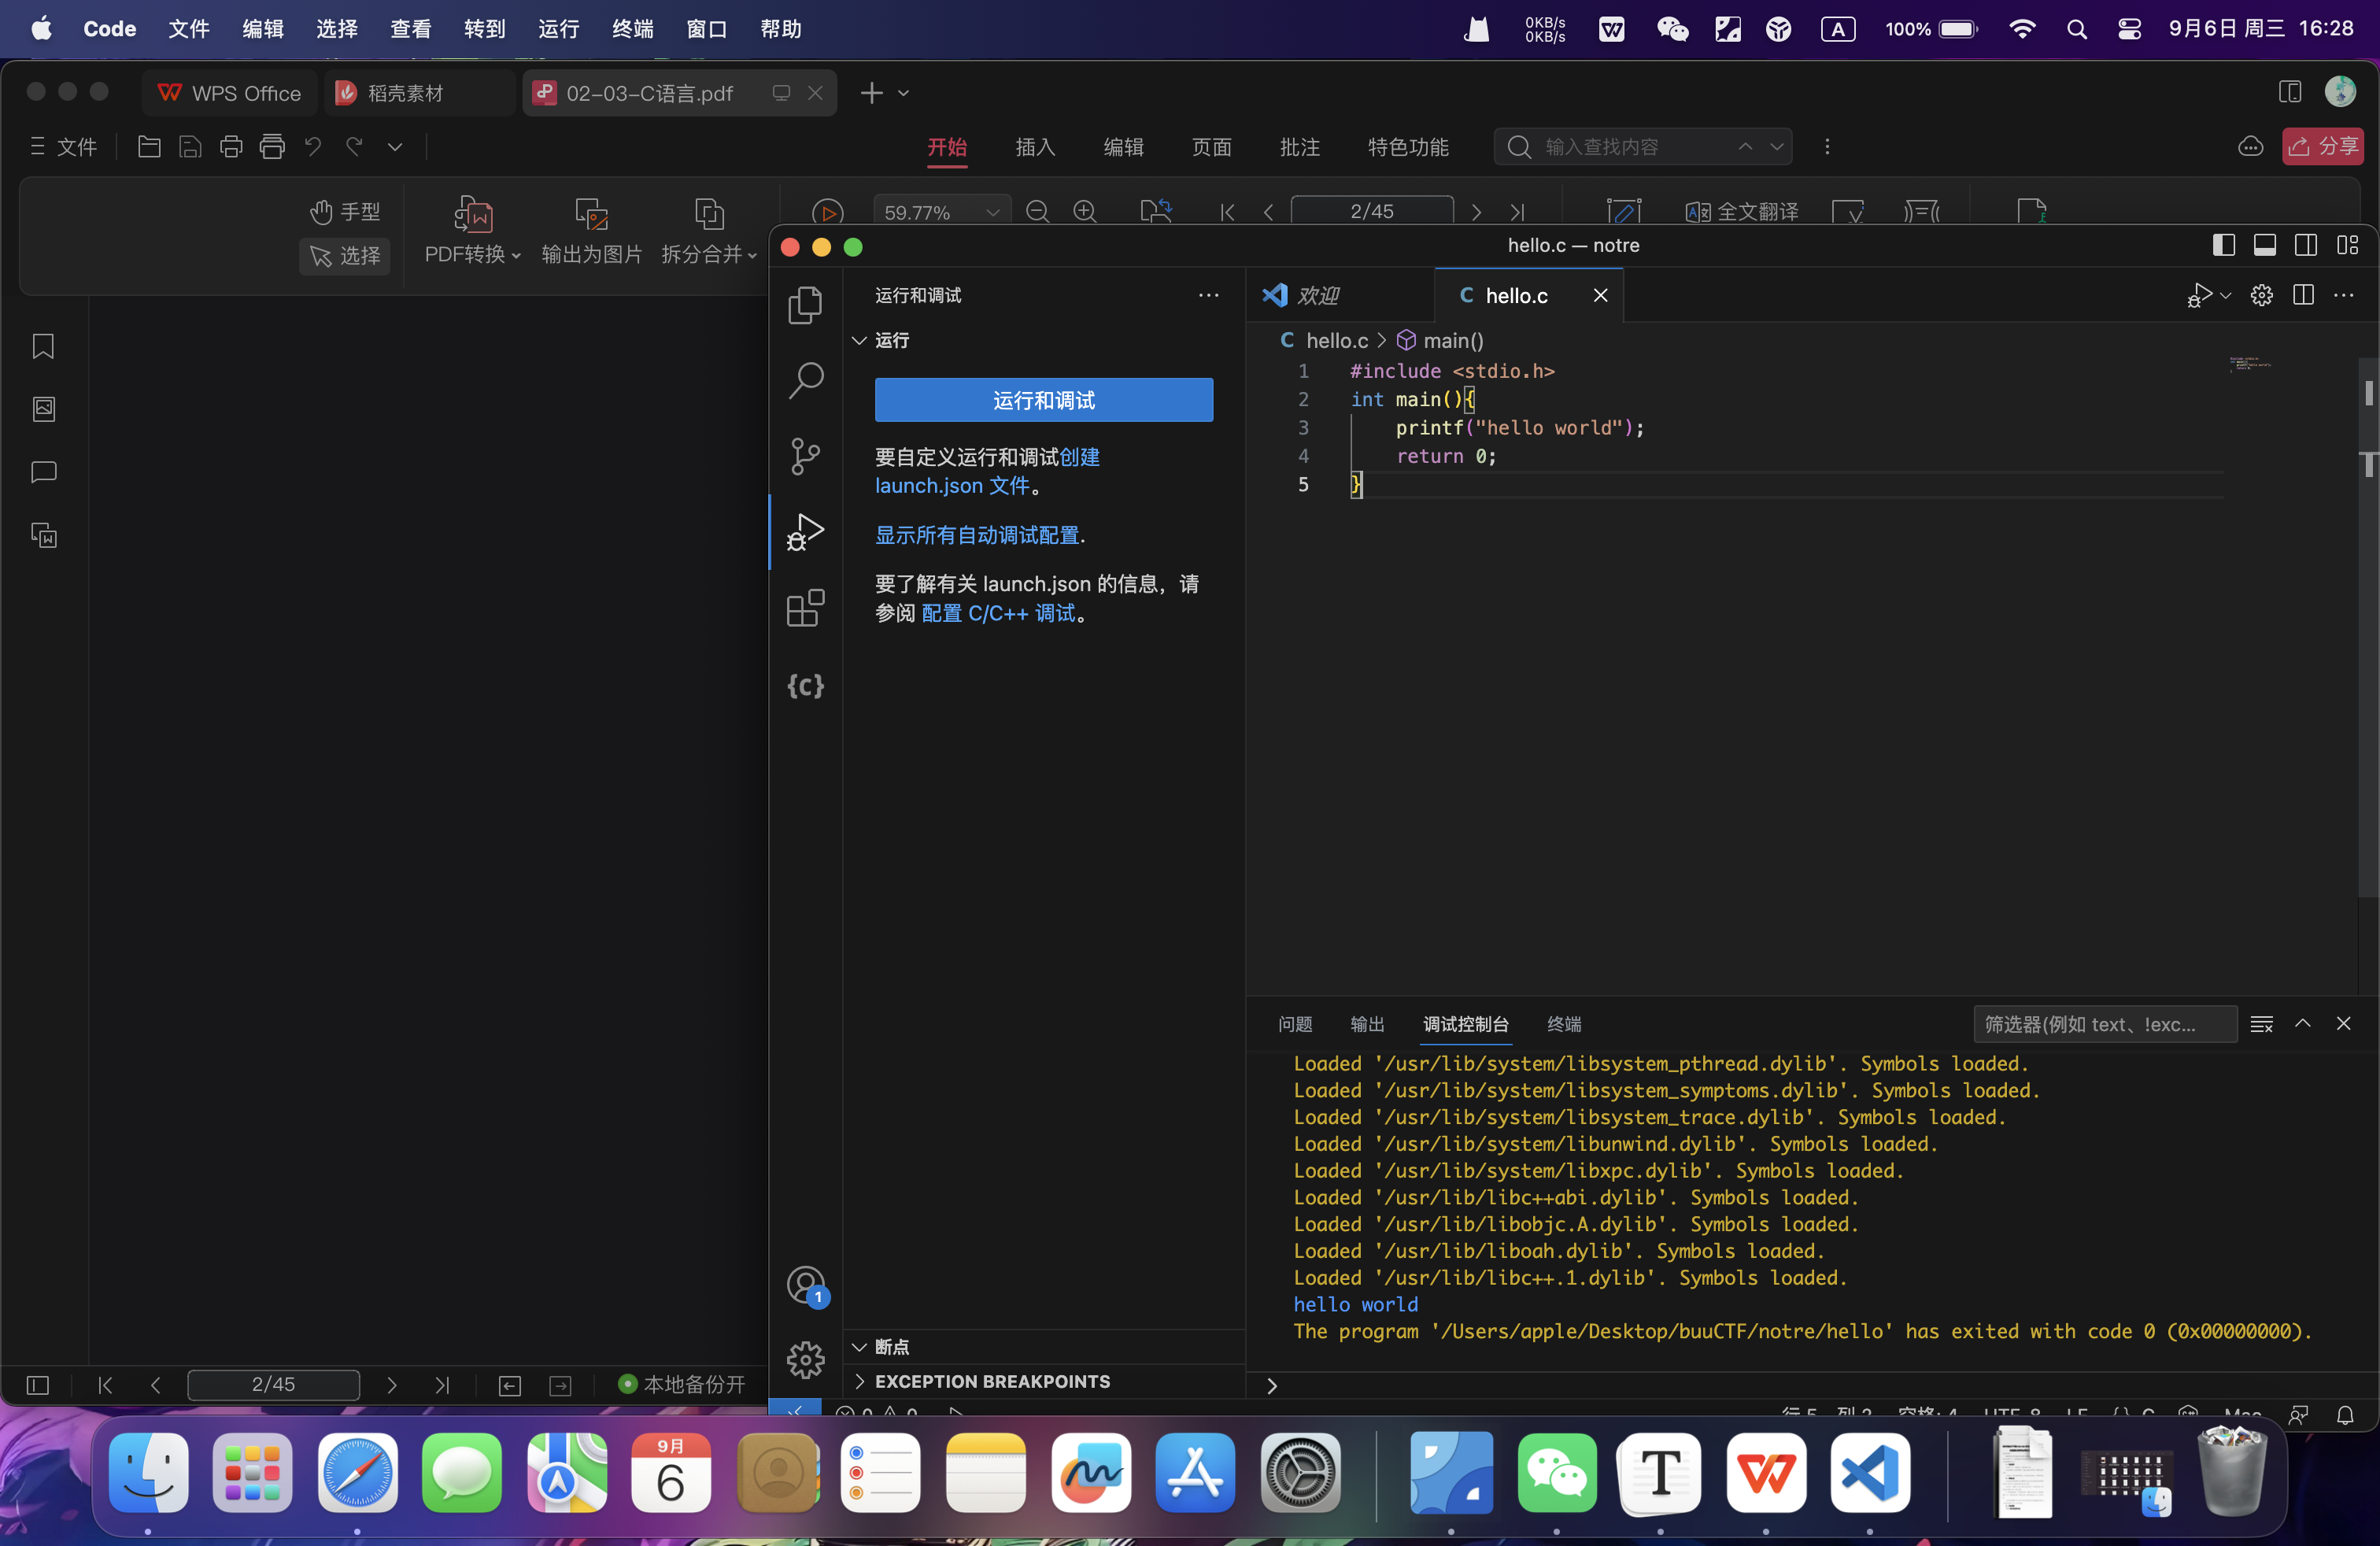 Code 文件 编辑 选择 查看 转到 运行 终端 窗口 帮助
0KB/s
0KB/s
A 100% 9月6日 周三 16:28
WPS Office 稻壳素材 02-03-C语言.pdf
文件 开始 插入 编辑 页面 批注 特色功能 输入查找内容 分享
手型
选择
PDF转换 输出为图片 拆分合并
59.77% 2/45 全文翻译
hello.c — notre
运行和调试
运行
运行和调试
要自定义运行和调试创建
launch.json 文件。
显示所有自动调试配置.
要了解有关 launch.json 的信息，请
参阅 配置 C/C++ 调试。
{C}
1
断点
EXCEPTION BREAKPOINTS
欢迎 C hello.c
C hello.c main()
1 #include <stdio.h>
2 int main(){
3 printf("hello world");
4 return 0;
5 }
问题 输出 调试控制台 终端 筛选器(例如 text、!exc...
Loaded '/usr/lib/system/libsystem_pthread.dylib'. Symbols loaded.
Loaded '/usr/lib/system/libsystem_symptoms.dylib'. Symbols loaded.
Loaded '/usr/lib/system/libsystem_trace.dylib'. Symbols loaded.
Loaded '/usr/lib/system/libunwind.dylib'. Symbols loaded.
Loaded '/usr/lib/system/libxpc.dylib'. Symbols loaded.
Loaded '/usr/lib/libc++abi.dylib'. Symbols loaded.
Loaded '/usr/lib/libobjc.A.dylib'. Symbols loaded.
Loaded '/usr/lib/liboah.dylib'. Symbols loaded.
Loaded '/usr/lib/libc++.1.dylib'. Symbols loaded.
hello world
The program '/Users/apple/Desktop/buuCTF/notre/hello' has exited with code 0 (0x00000000).
2/45 本地备份开
0 0 行 5，列 2 空格: 4 UTF-8 LF {} C Mac
9月
6
T